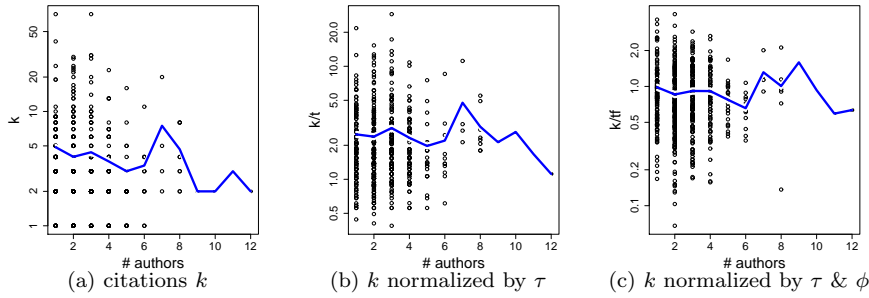 k
50
20
10
5
2
1
2 4 6 8 10 12
# authors
(a) citations k
k/t
20.0
5.0
2.0
1.0
0.5
2 4 6 8 10 12
# authors
(b) k normalized by τ
k/tf
2.0
1.0
0.5
0.2
0.1
2 4 6 8 10 12
# authors
(c) k normalized by τ & ϕ